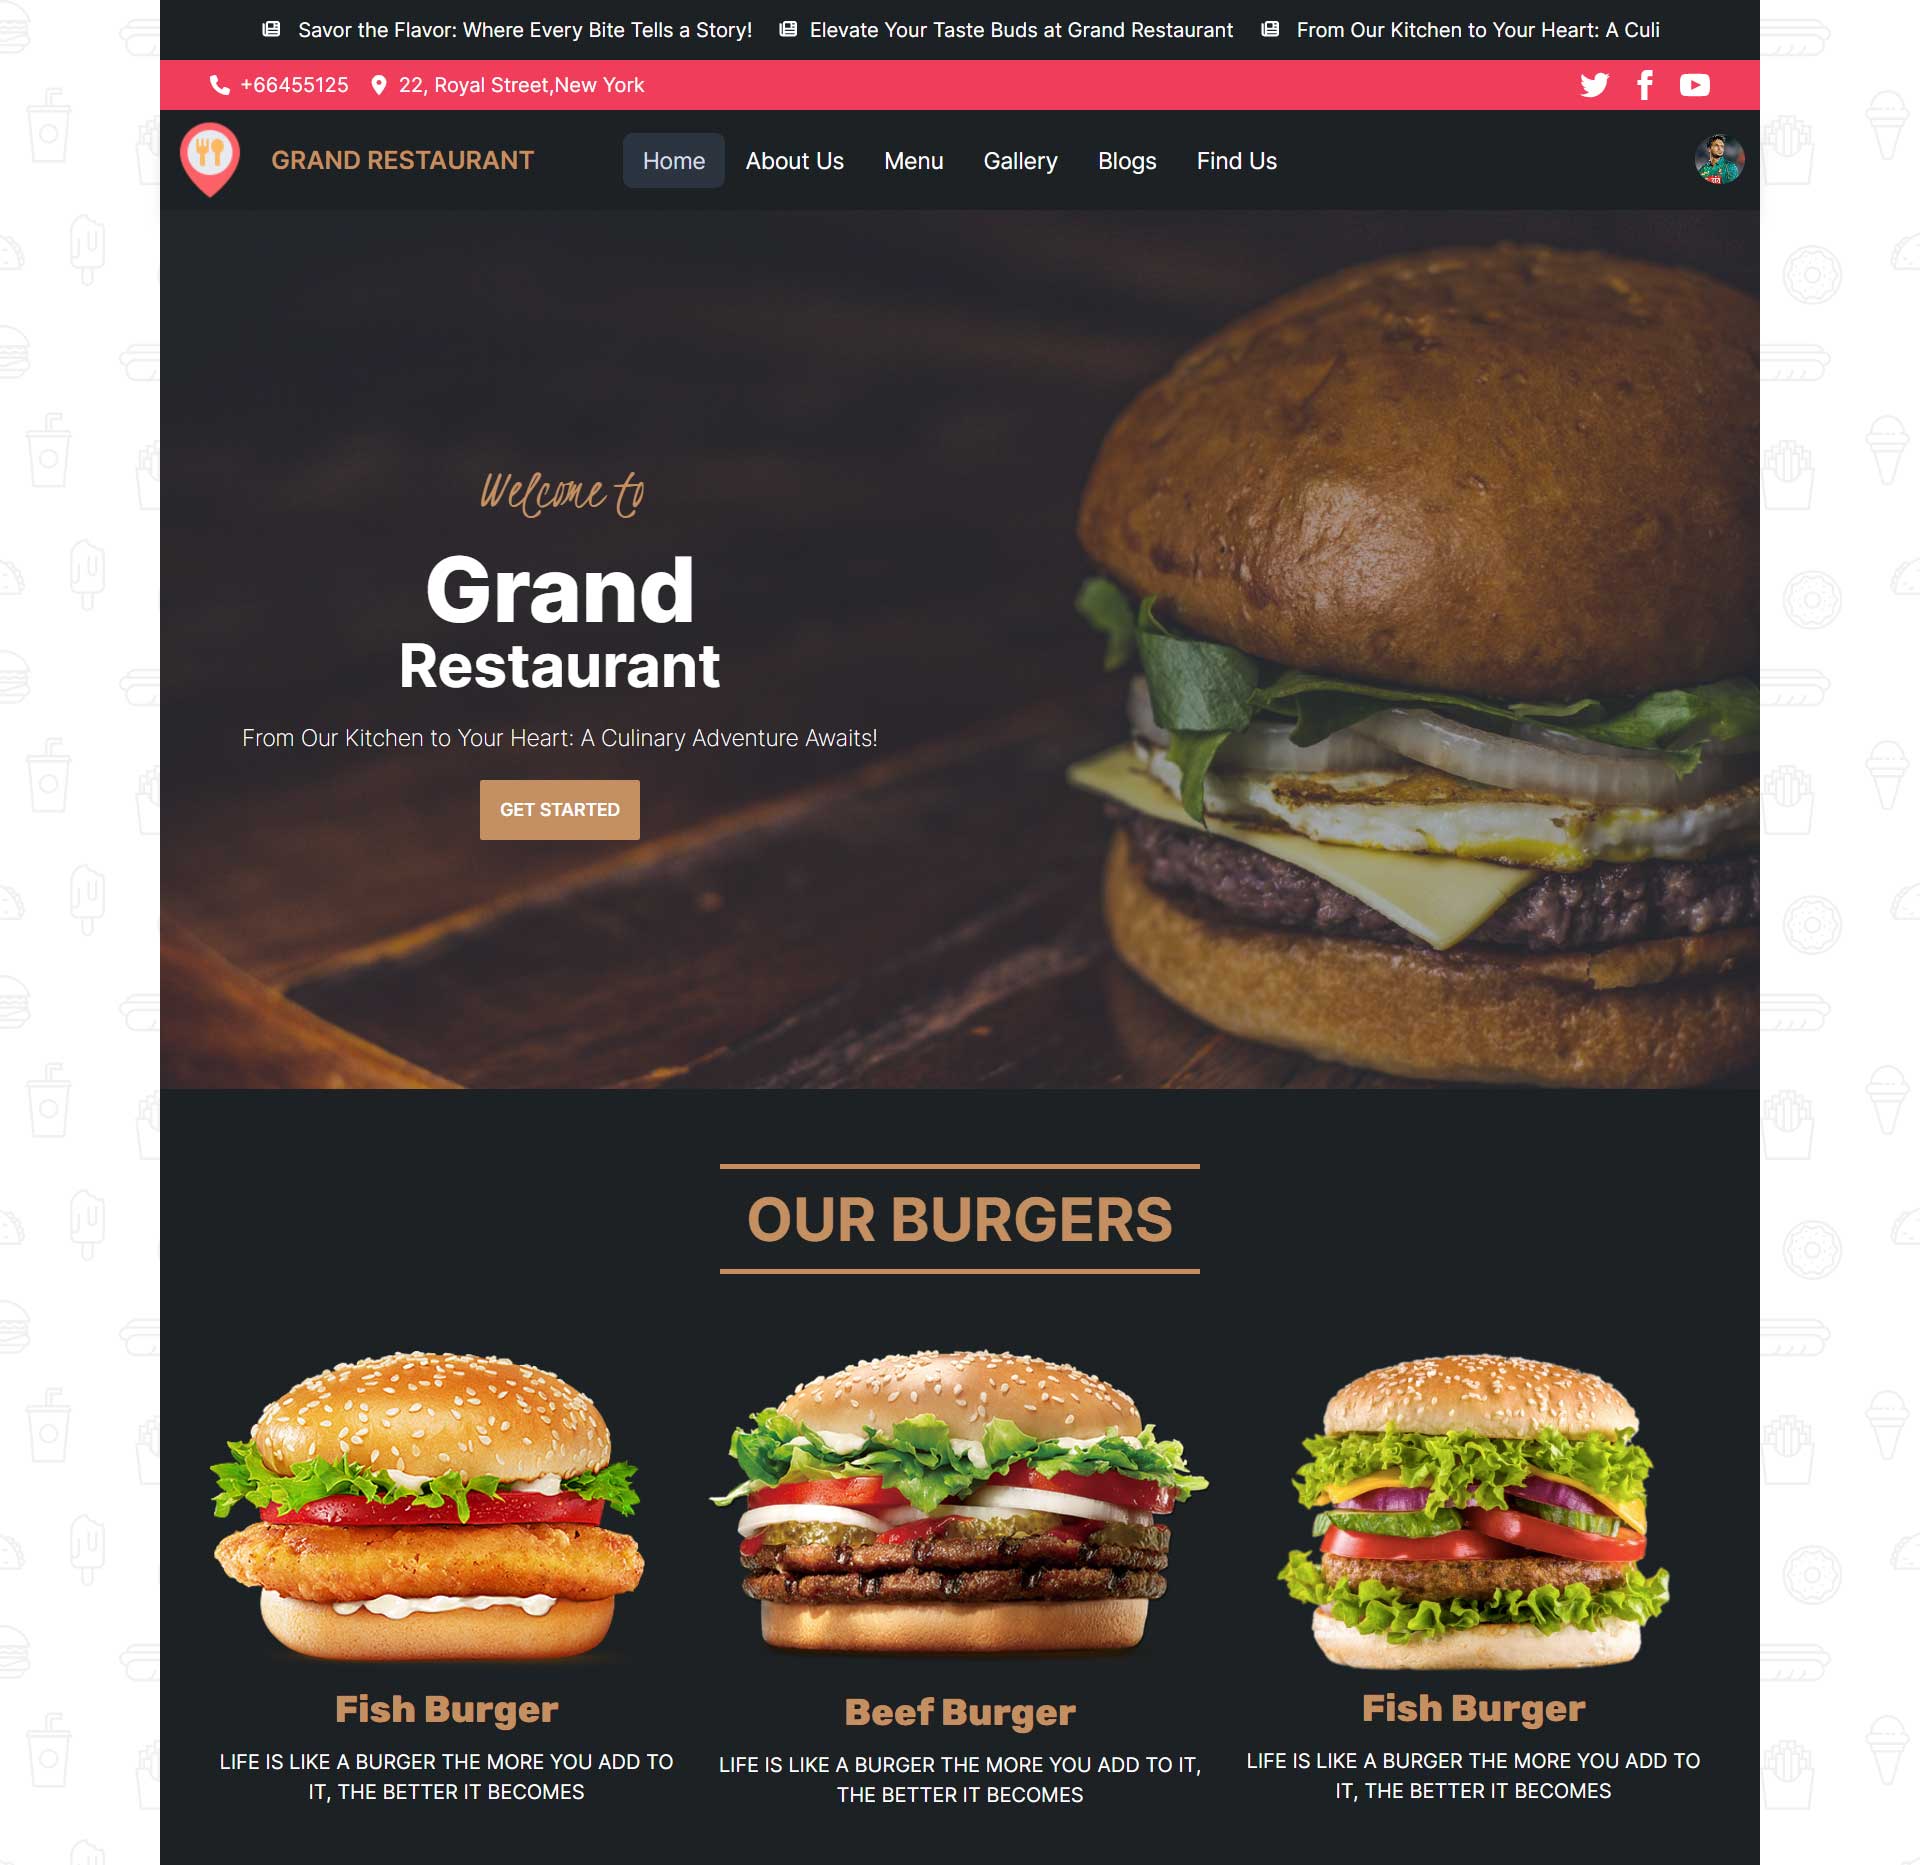 Savor the Flavor: Where Every Bite Tells a Story! Elevate Your Taste Buds at Grand Restaurant From Our Kitchen to Your Heart: A Culi
+66455125 22, Royal Street,New York
GRAND RESTAURANT Home About Us Menu Gallery Blogs Find Us
Welcome to
Grand
Restaurant
From Our Kitchen to Your Heart: A Culinary Adventure Awaits!
GET STARTED
OUR BURGERS
Fish Burger
LIFE IS LIKE A BURGER THE MORE YOU ADD TO
IT, THE BETTER IT BECOMES
Beef Burger
LIFE IS LIKE A BURGER THE MORE YOU ADD TO IT,
THE BETTER IT BECOMES
Fish Burger
LIFE IS LIKE A BURGER THE MORE YOU ADD TO
IT, THE BETTER IT BECOMES